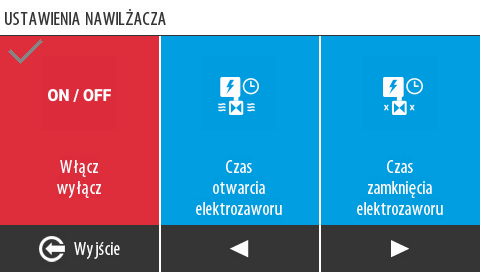 USTAWIENIA NAWILŻACZA
ON / OFF
Włącz
wyłącz
Czas
otwarcia
elektrozaworu
Czas
zamknięcia
elektrozaworu
Wyjście